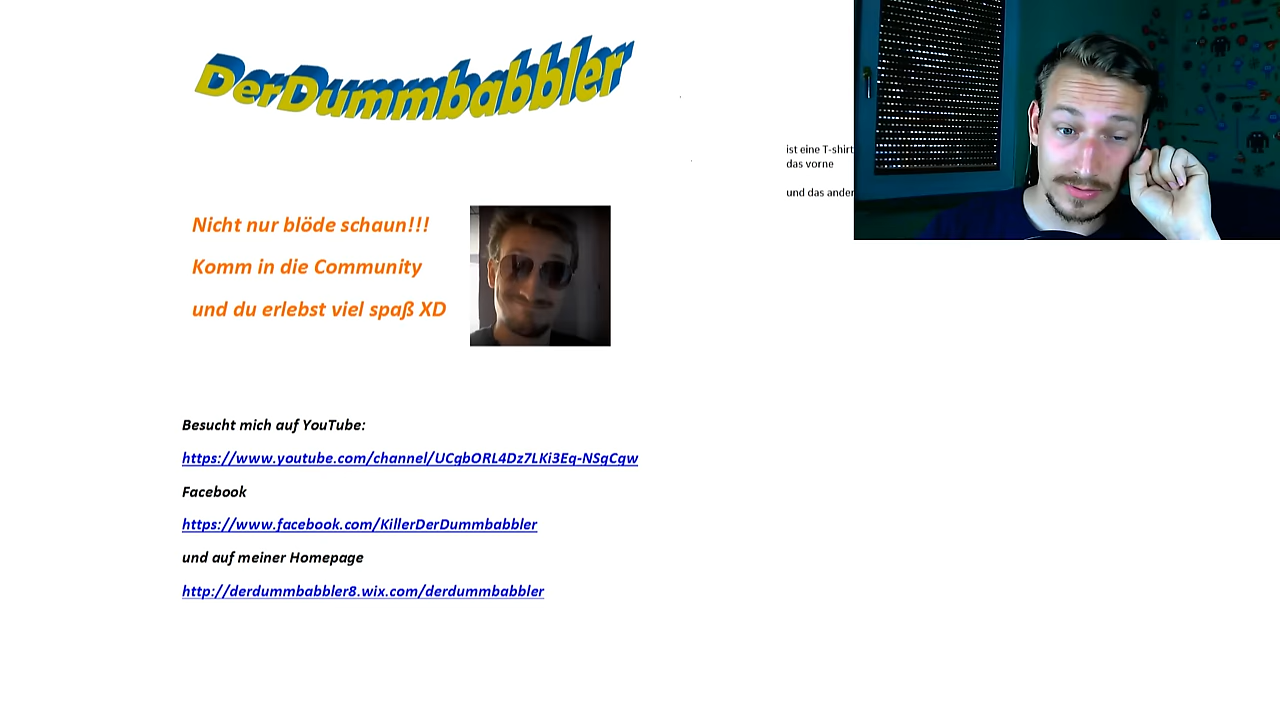 DerDummbabbler
ist eine T-shirt
das vorne
und das ander
Nicht nur blöde schaun!!!
Komm in die Community
und du erlebst viel spaß XD
Besucht mich auf YouTube:
https://www.youtube.com/channel/UCgbORL4Dz7LKi3Eq-NSgCgw
Facebook
https://www.facebook.com/KillerDerDummbabbler
und auf meiner Homepage
http://derdummbabbler8.wix.com/derdummbabbler